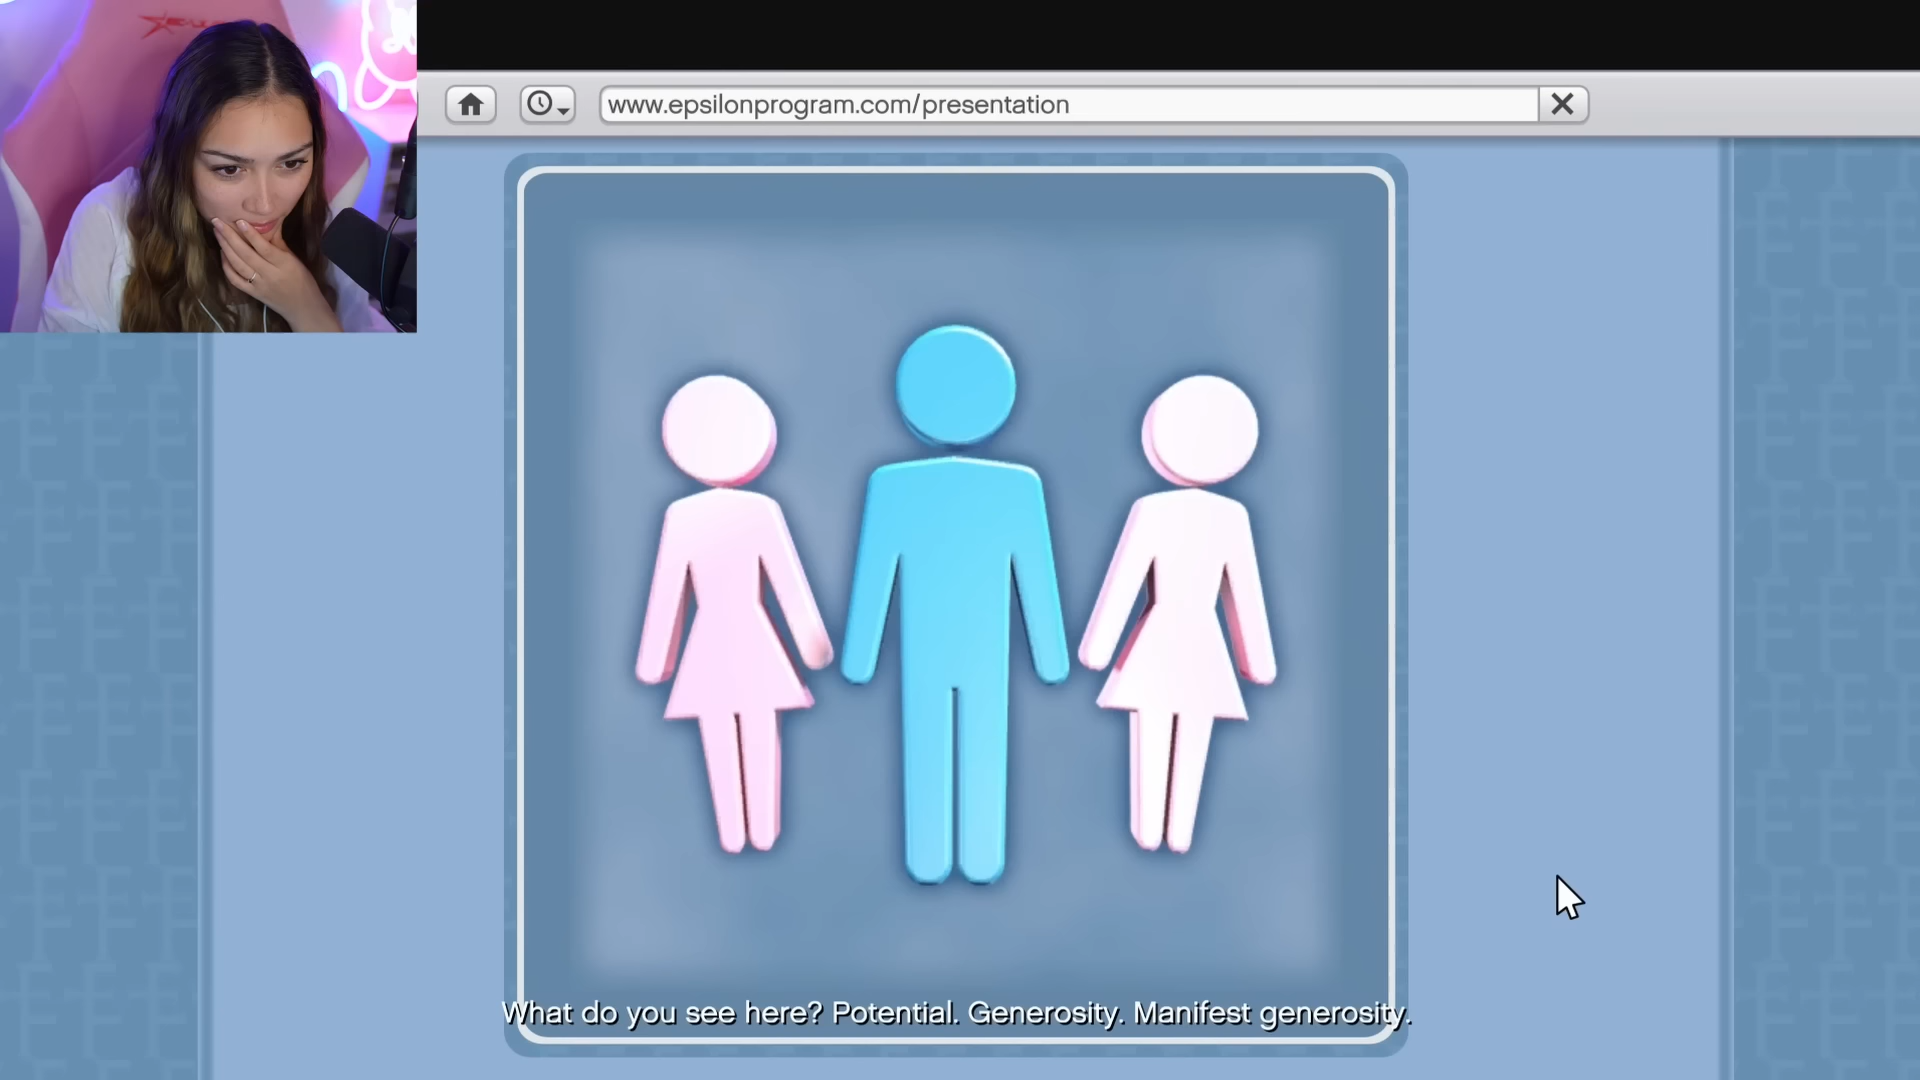 www.epsilonprogram.com/presentation
What do you see here? Potential. Generosity. Manifest generosity.